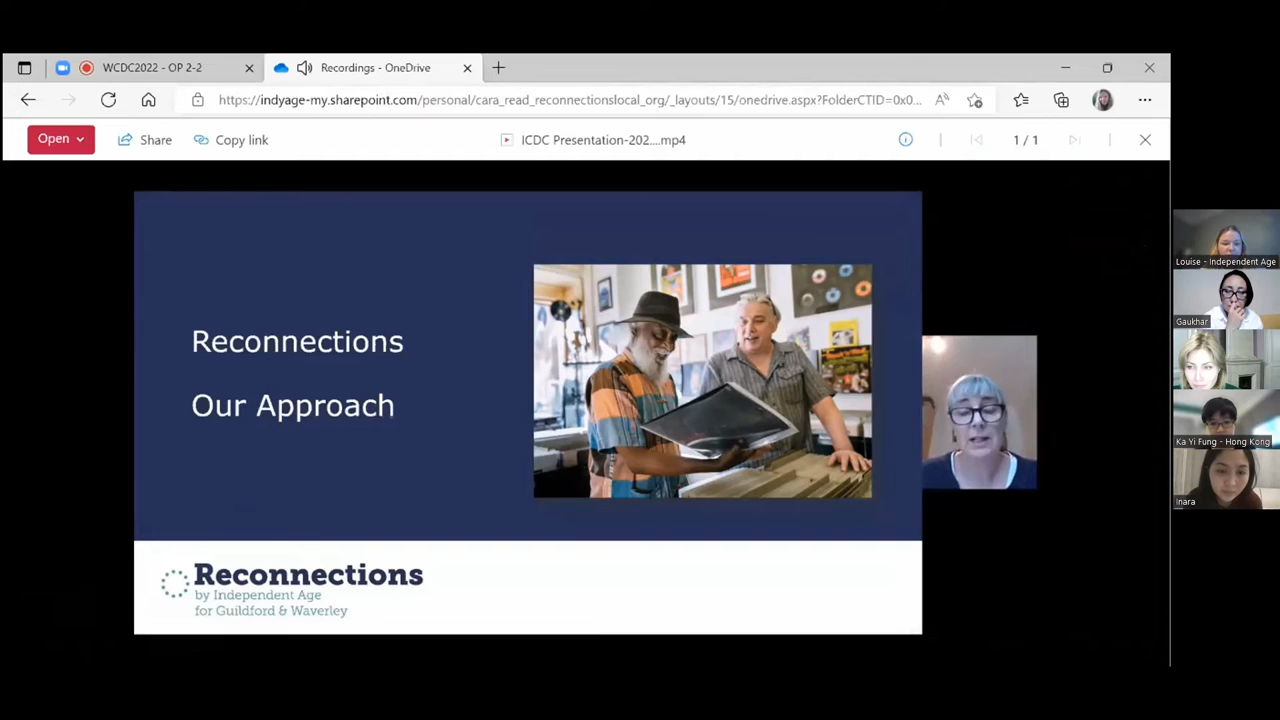 WCDC2022 - OP 2-2
Recordings - OneDrive
https://indyage-my.sharepoint.com/personal/cara_read_reconnectionslocal_org/_layouts/15/onedrive.aspx?FolderCTID=0x0...
Open
Share
Copy link
ICDC Presentation-202....mp4
1 / 1
Reconnections
Our Approach
Reconnections
by Independent Age
for Guildford & Waverley
Louise - Independent Age
Gaukhar
Ka Yi Fung - Hong Kong
Inara